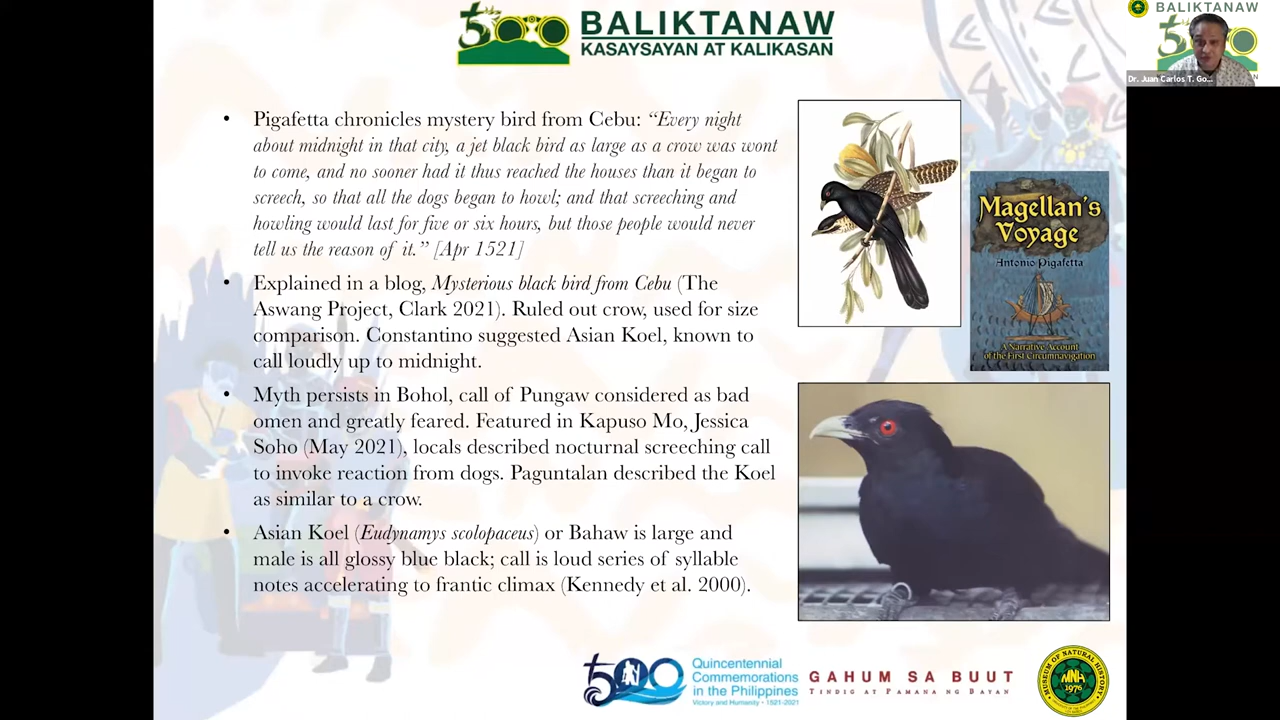 500 BALIKTANAW
KASAYSAYAN AT KALIKASAN
BALIKTANAW
Dr. Juan Carlos T. Go...
• Pigafetta chronicles mystery bird from Cebu: “Every night
about midnight in that city, a jet black bird as large as a crow was wont
to come, and no sooner had it thus reached the houses than it began to
screech, so that all the dogs began to howl; and that screeching and
howling would last for five or six hours, but those people would never
tell us the reason of it.” [Apr 1521]
• Explained in a blog, Mysterious black bird from Cebu (The
Aswang Project, Clark 2021). Ruled out crow, used for size
comparison. Constantino suggested Asian Koel, known to
call loudly up to midnight.
• Myth persists in Bohol, call of Pungaw considered as bad
omen and greatly feared. Featured in Kapuso Mo, Jessica
Soho (May 2021), locals described nocturnal screeching call
to invoke reaction from dogs. Paguntalan described the Koel
as similar to a crow.
• Asian Koel (Eudynamys scolopaceus) or Bahaw is large and
male is all glossy blue black; call is loud series of syllable
notes accelerating to frantic climax (Kennedy et al. 2000).
Magellan's
Voyage
Antonio Pigafetta
A Narrative Account
of the First Circumnavigation
500
Quincentennial
Commemorations
in the Philippines
Victory and Humanity • 1521-2021
GAHUM SA BUUT
TINDIG AT PAMANA NG BAYAN
MUSEUM OF NATURAL HISTORY
MNH
1976